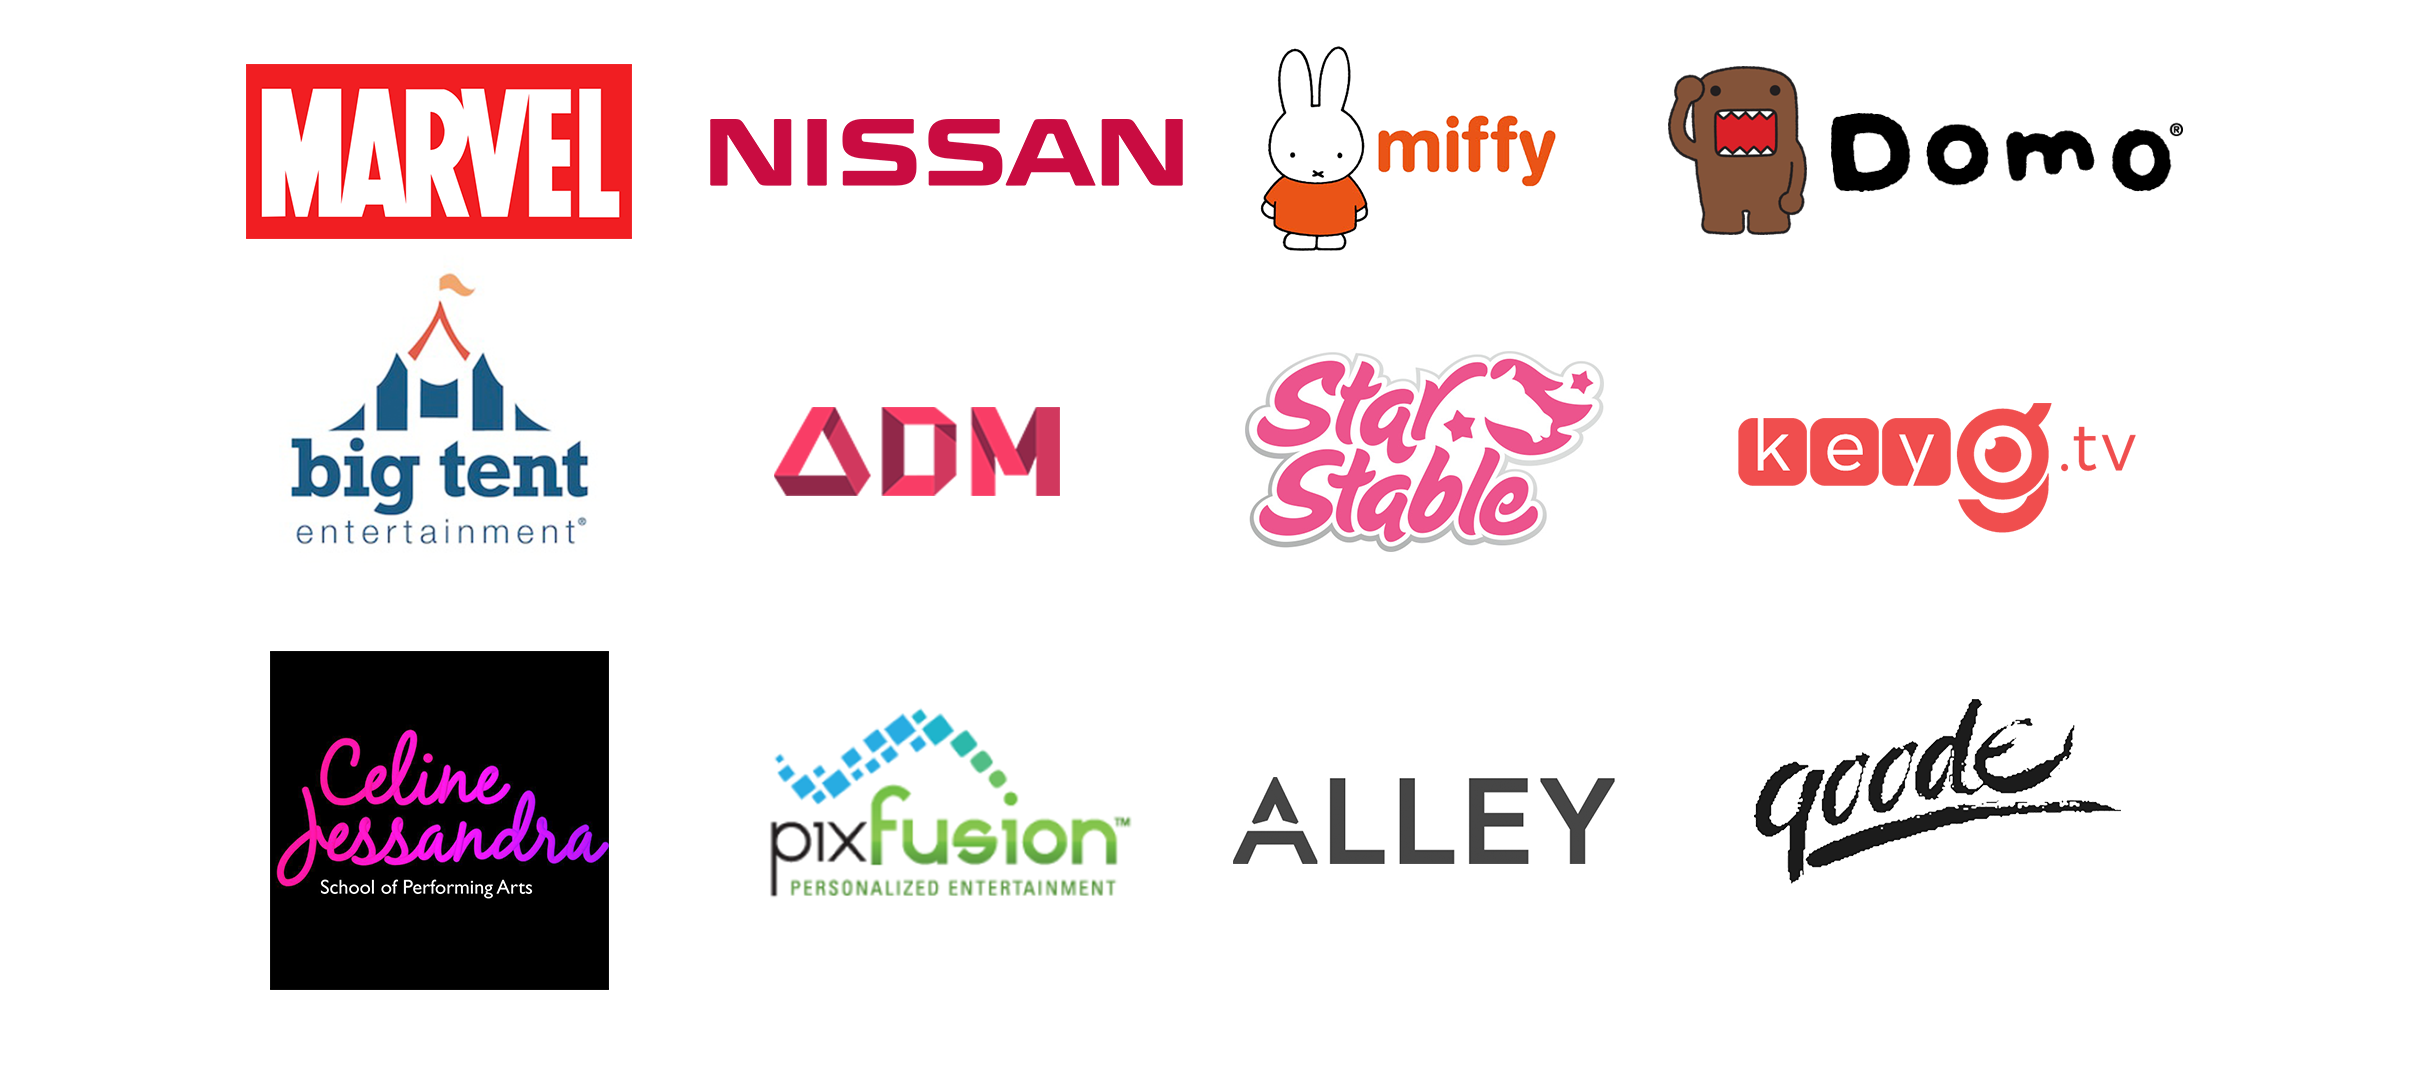 MARVEL
NISSAN
miffy
Domo®
big tent
entertainment®
ADM
Star
Stable
keyg.tv
Celine
Jessandra
School of Performing Arts
pixfusion™
PERSONALIZED ENTERTAINMENT
ALLEY
goode